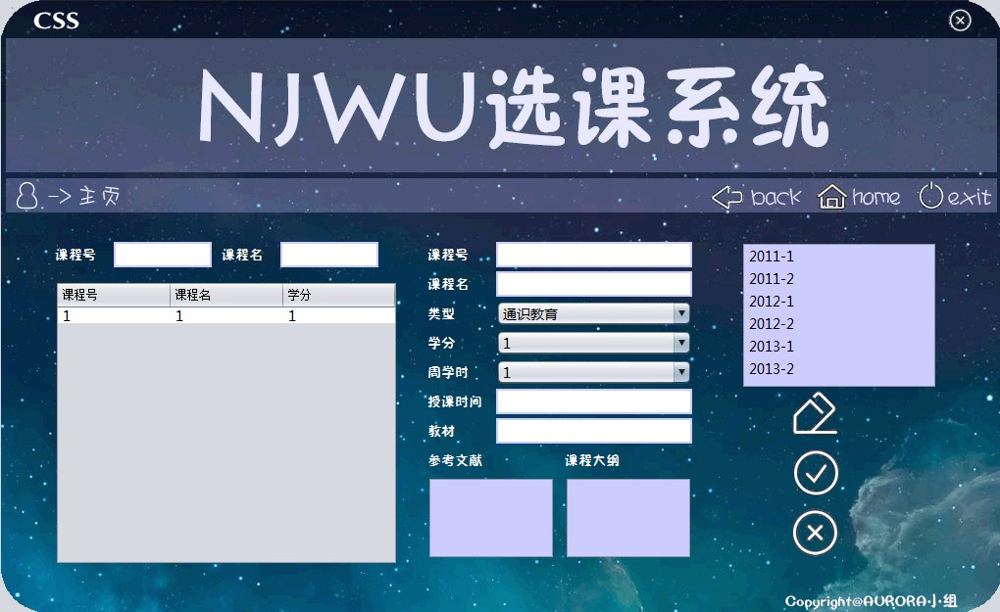 CSS
NJWU选课系统
-> 主页
back home exit
课程号 课程名
课程号 课程名 学分
1 1 1
课程号
课程名
类型 通识教育
学分 1
周学时 1
授课时间
教材
参考文献 课程大纲
2011-1
2011-2
2012-1
2012-2
2013-1
2013-2
Copyright@AURORA小组